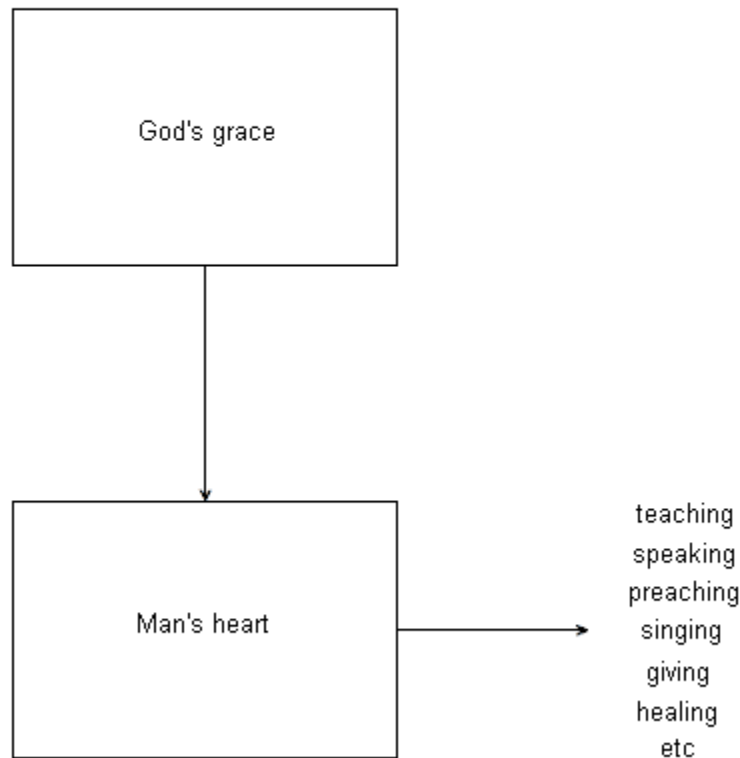 God's grace
Man's heart
teaching
speaking
preaching
singing
giving
healing
etc